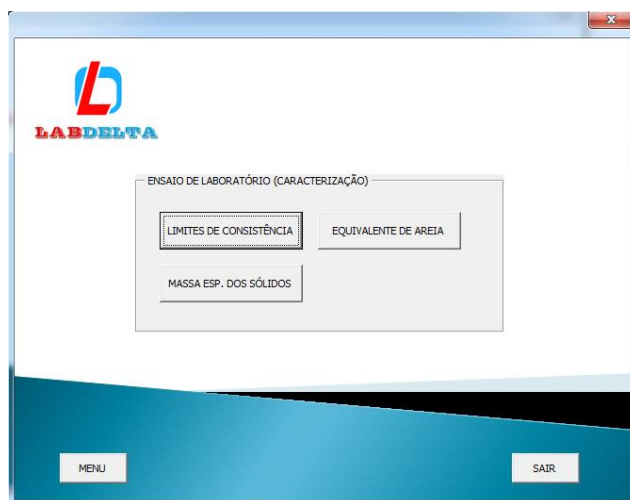 x
LABDELTA
ENSAIO DE LABORATÓRIO (CARACTERIZAÇÃO)
LIMITES DE CONSISTÊNCIA EQUIVALENTE DE AREIA
MASSA ESP. DOS SÓLIDOS
MENU SAIR